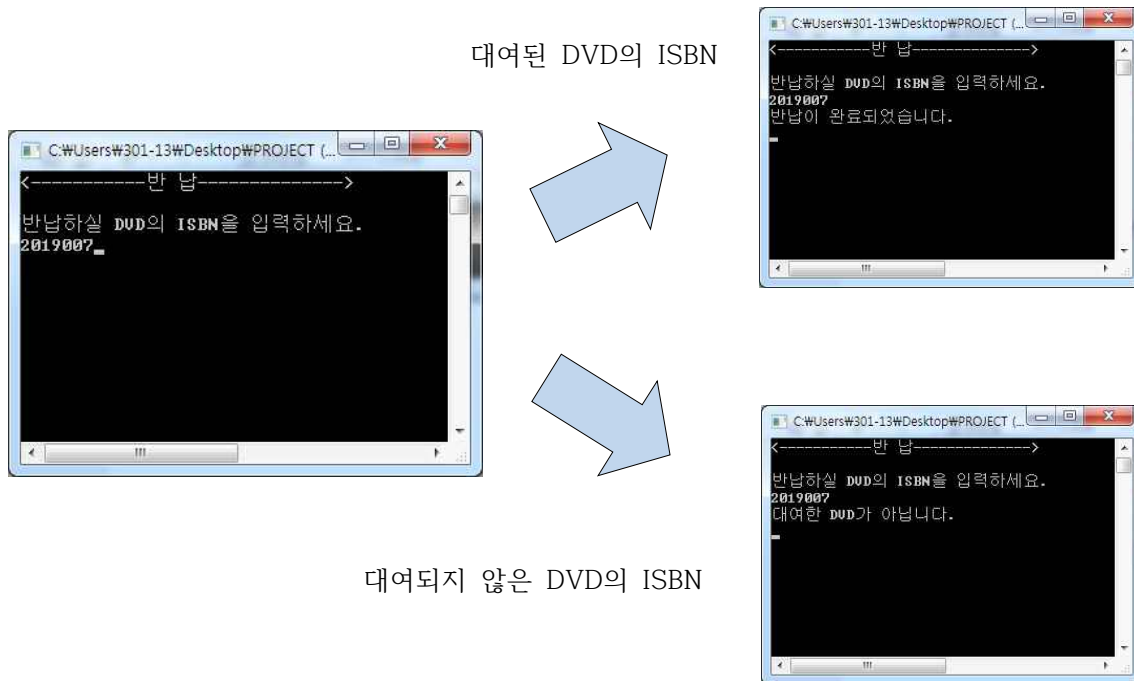 대여된 DVD의 ISBN
C:₩Users₩301-13₩Desktop₩PROJECT (...
<-----------반 납-------------->
반납하실 DVD의 ISBN을 입력하세요.
2019007
반납이 완료되었습니다.
C:₩Users₩301-13₩Desktop₩PROJECT (...
<-----------반 납-------------->
반납하실 DVD의 ISBN을 입력하세요.
2019007_
C:₩Users₩301-13₩Desktop₩PROJECT (...
<-----------반 납-------------->
반납하실 DVD의 ISBN을 입력하세요.
2019007
대여한 DVD가 아닙니다.
대여되지 않은 DVD의 ISBN